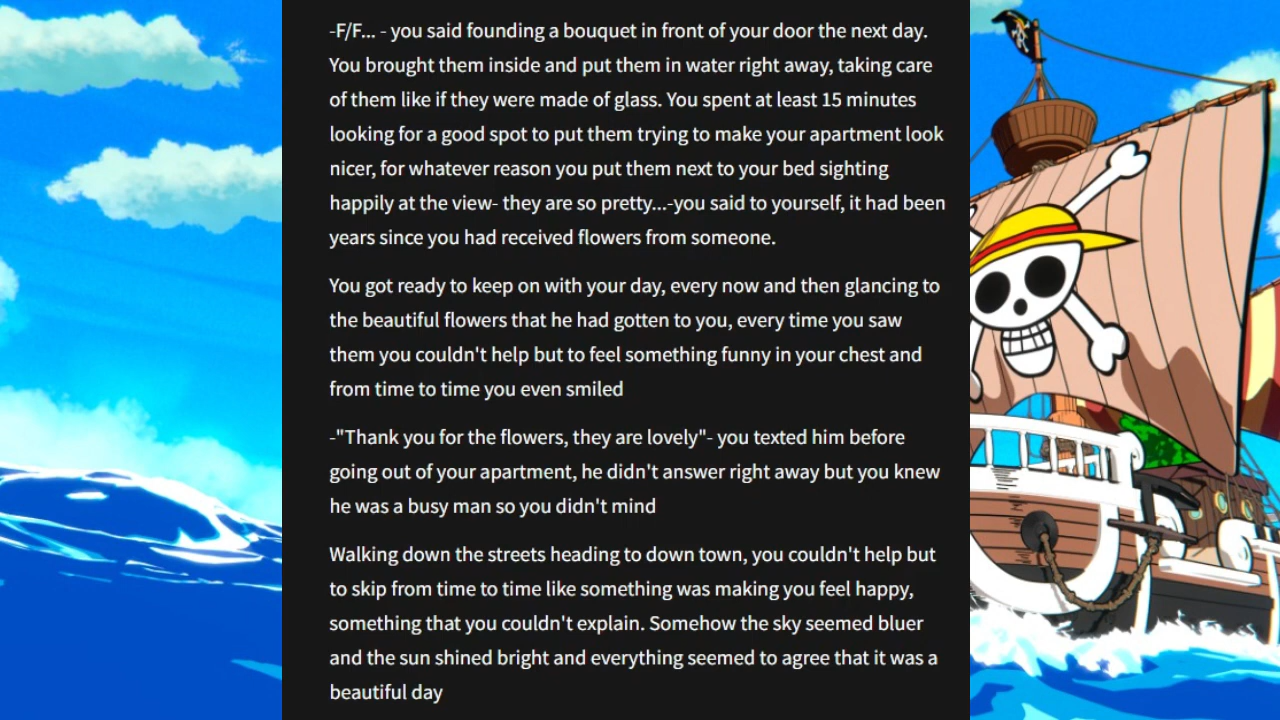 -F/F... - you said founding a bouquet in front of your door the next day.
You brought them inside and put them in water right away, taking care
of them like if they were made of glass. You spent at least 15 minutes
looking for a good spot to put them trying to make your apartment look
nicer, for whatever reason you put them next to your bed sighting
happily at the view- they are so pretty...-you said to yourself, it had been
years since you had received flowers from someone.
You got ready to keep on with your day, every now and then glancing to
the beautiful flowers that he had gotten to you, every time you saw
them you couldn't help but to feel something funny in your chest and
from time to time you even smiled
-"Thank you for the flowers, they are lovely"- you texted him before
going out of your apartment, he didn't answer right away but you knew
he was a busy man so you didn't mind
Walking down the streets heading to down town, you couldn't help but
to skip from time to time like something was making you feel happy,
something that you couldn't explain. Somehow the sky seemed bluer
and the sun shined bright and everything seemed to agree that it was a
beautiful day